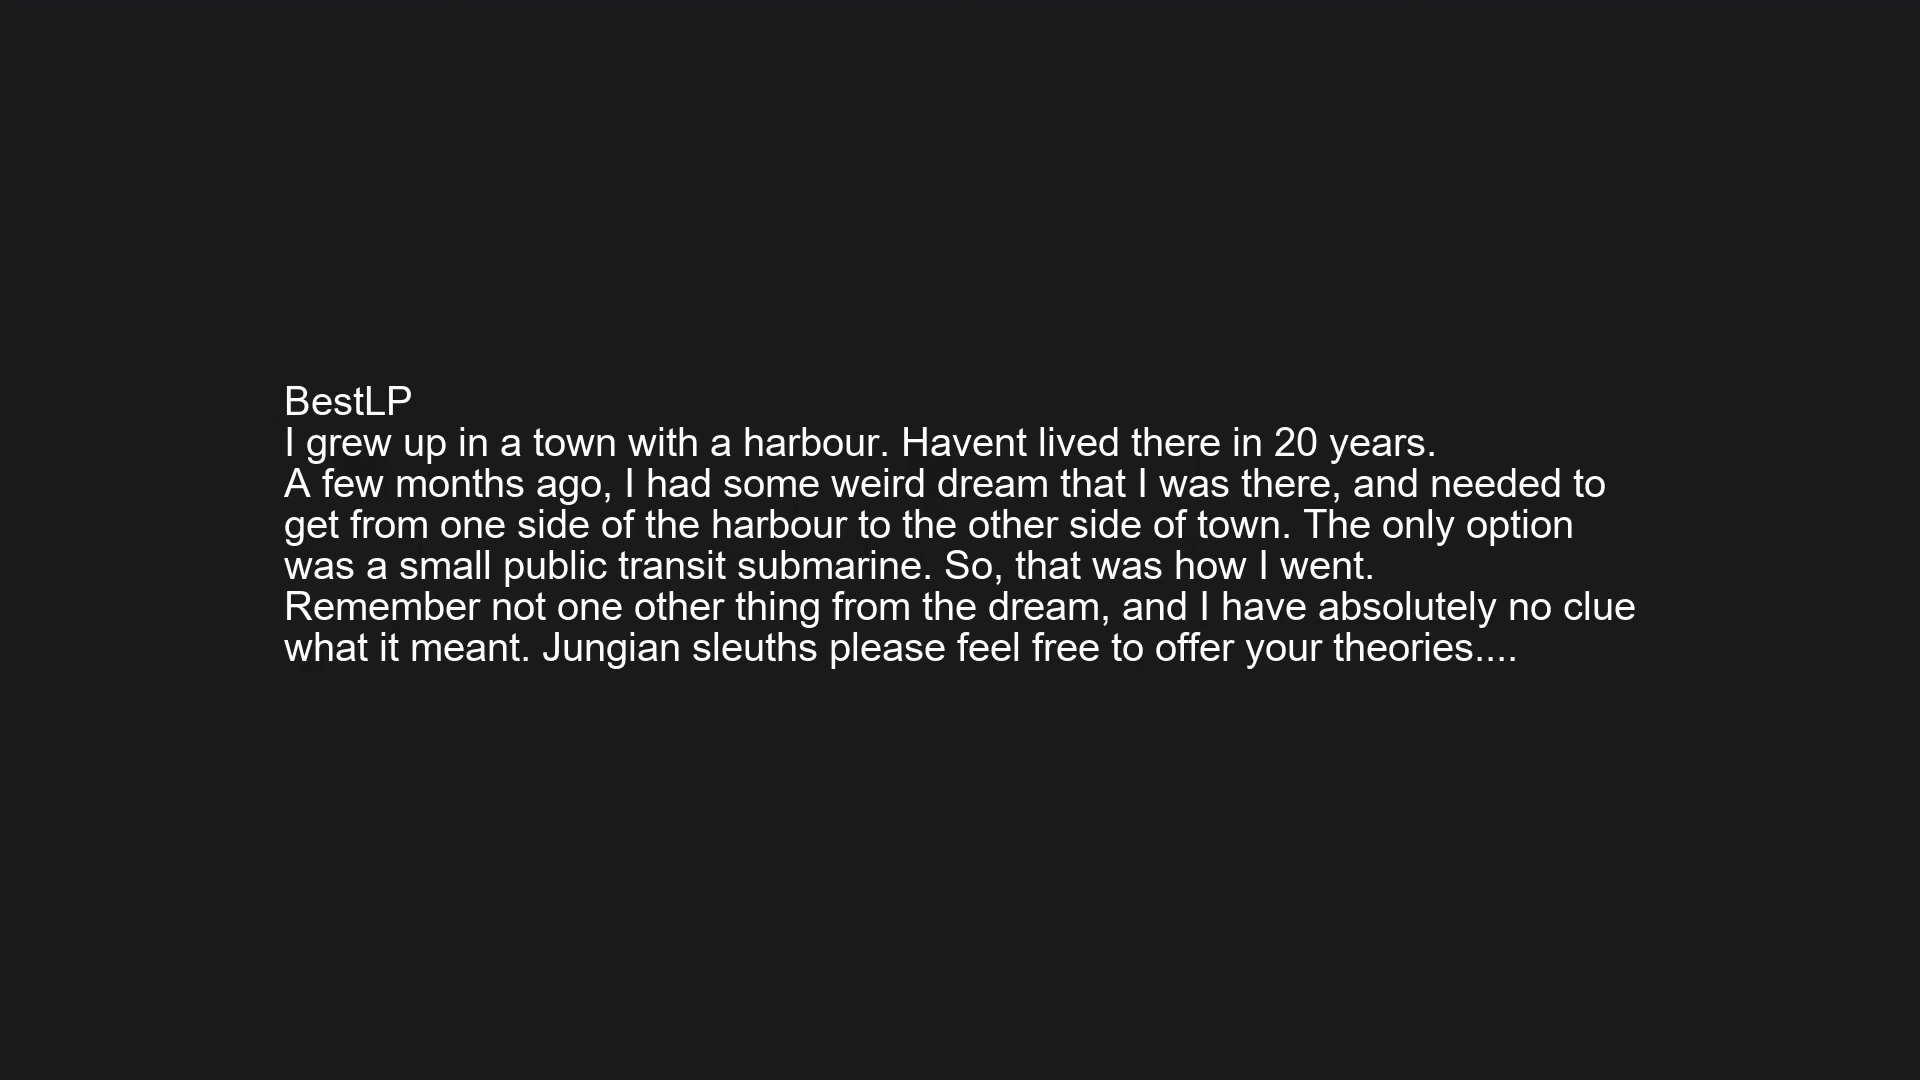 BestLP
I grew up in a town with a harbour. Havent lived there in 20 years.
A few months ago, I had some weird dream that I was there, and needed to
get from one side of the harbour to the other side of town. The only option
was a small public transit submarine. So, that was how I went.
Remember not one other thing from the dream, and I have absolutely no clue
what it meant. Jungian sleuths please feel free to offer your theories....